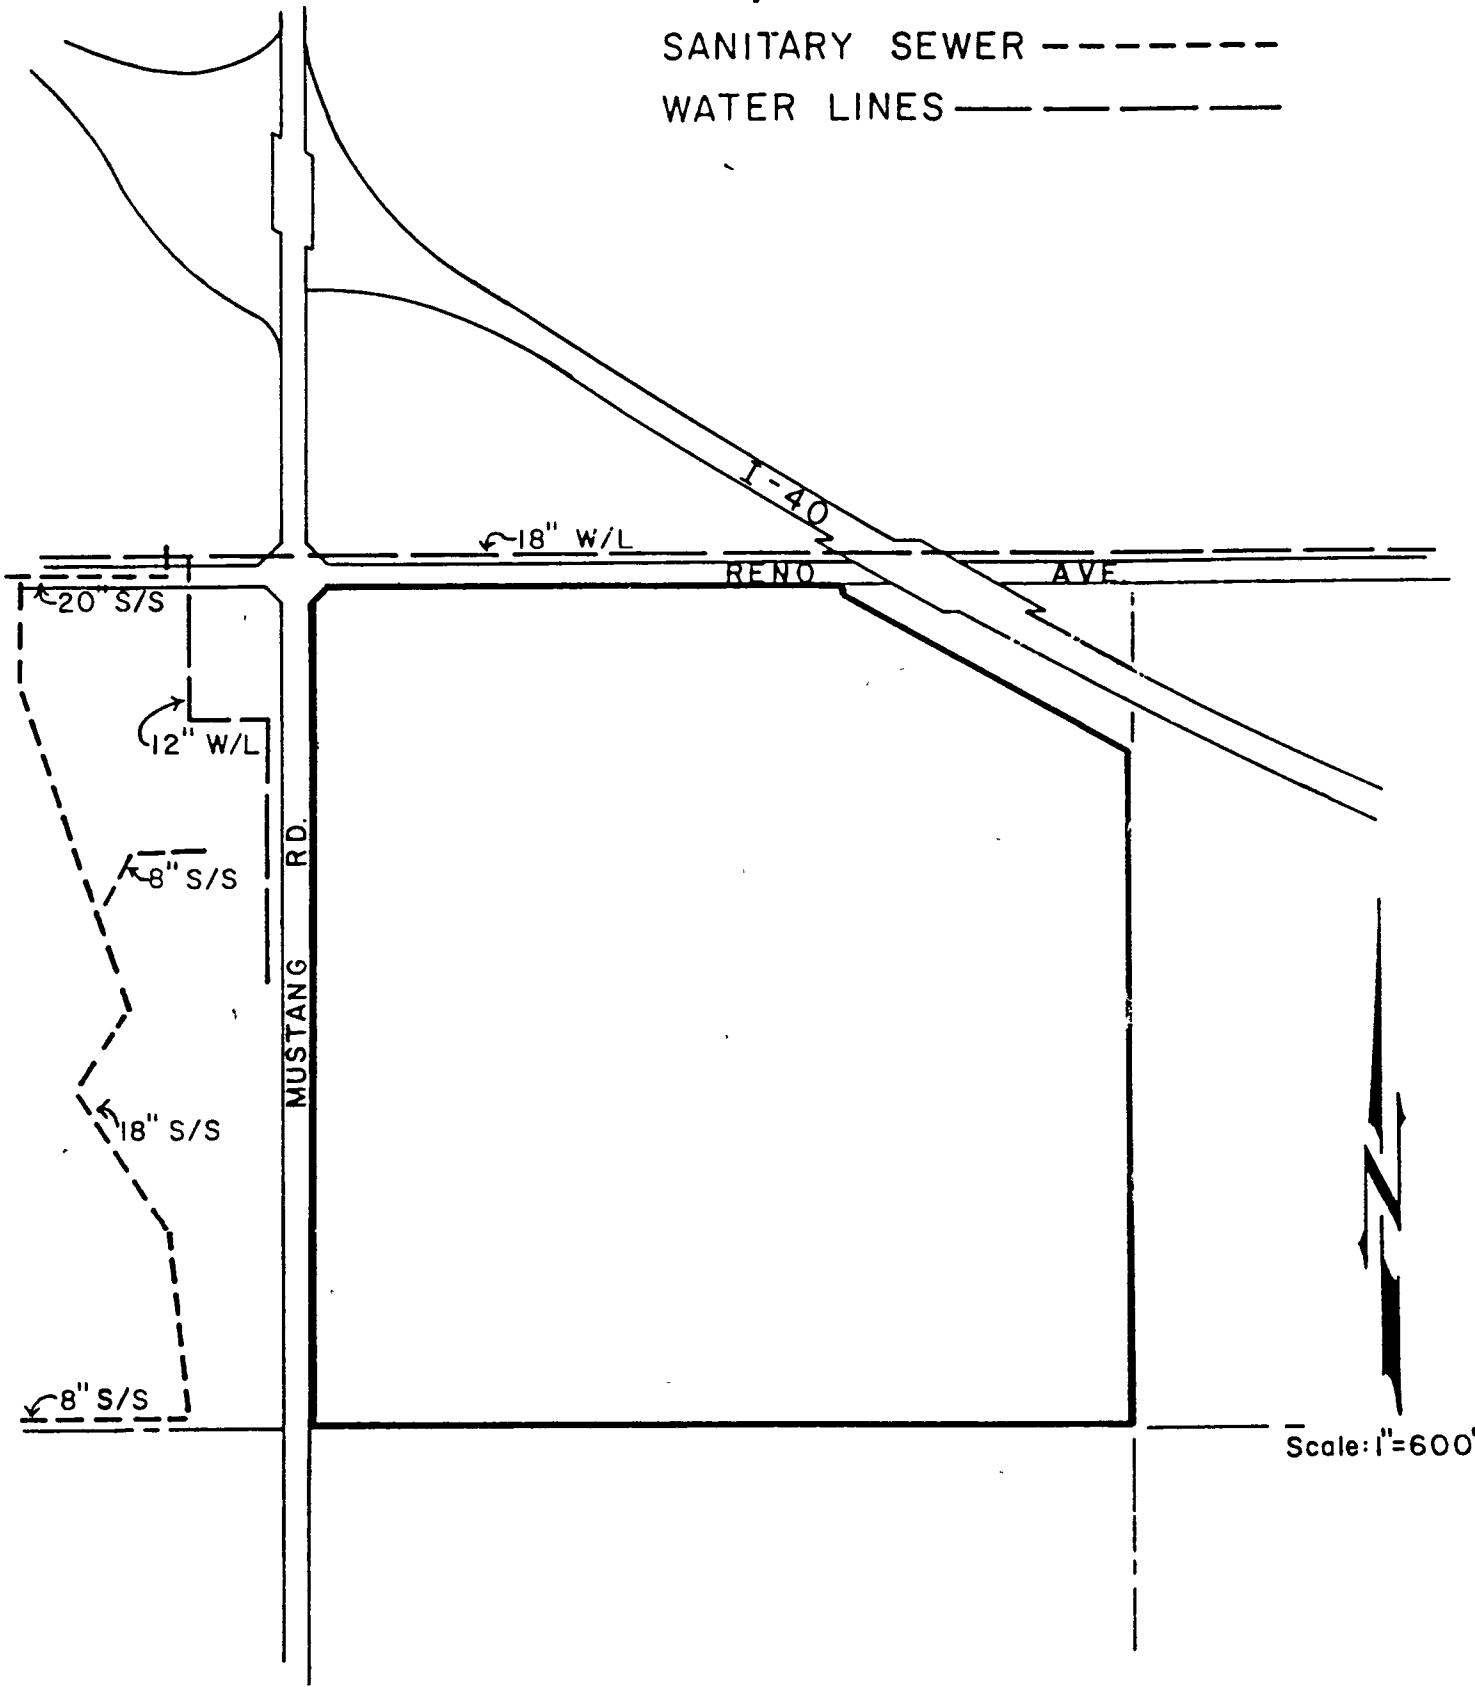 SANITARY SEWER
WATER LINES
I-40
18" W/L
RENO AVE.
20" S/S
12" W/L
MUSTANG RD.
8" S/S
18" S/S
8" S/S
N
Scale: 1"=600'